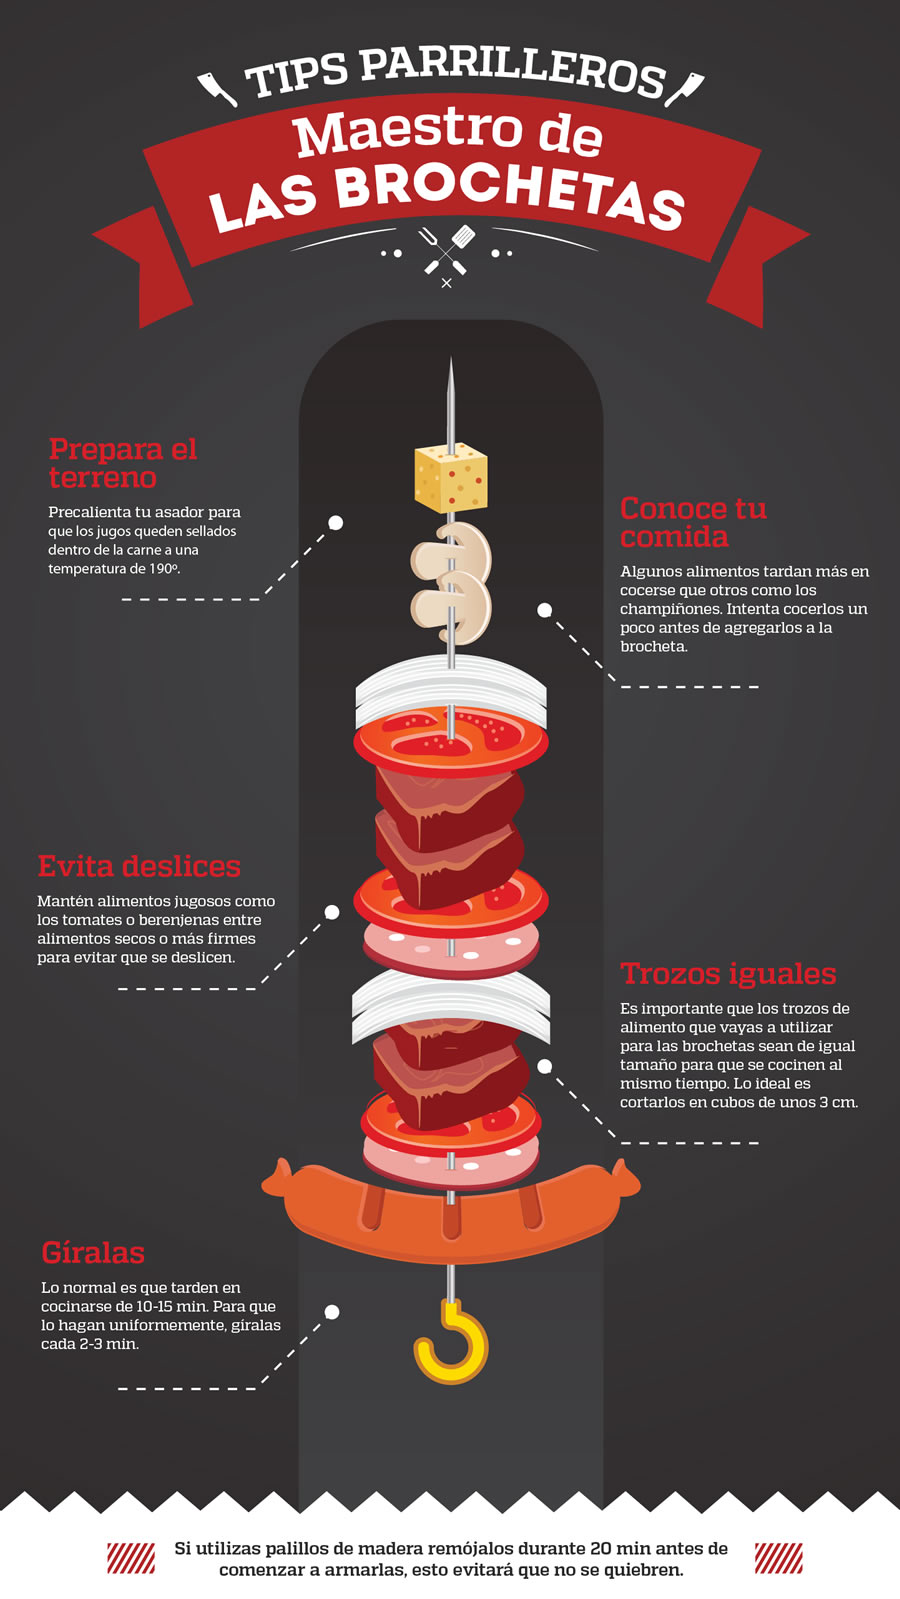 TIPS PARRILLEROS
Maestro de
LAS BROCHETAS
Prepara el
terreno
Precalienta tu asador para
que los jugos queden sellados
dentro de la carne a una
temperatura de 190º.
Conoce tu
comida
Algunos alimentos tardan más en
cocerse que otros como los
champiñones. Intenta cocerlos un
poco antes de agregarlos a la
brocheta.
Evita deslices
Mantén alimentos jugosos como
los tomates o berenjenas entre
alimentos secos o más firmes
para evitar que se deslicen.
Trozos iguales
Es importante que los trozos de
alimento que vayas a utilizar
para las brochetas sean de igual
tamaño para que se cocinen al
mismo tiempo. Lo ideal es
cortarlos en cubos de unos 3 cm.
Gíralas
Lo normal es que tarden en
cocinarse de 10-15 min. Para que
lo hagan uniformemente, gíralas
cada 2-3 min.
Si utilizas palillos de madera remójalos durante 20 min antes de
comenzar a armarlas, esto evitará que no se quiebren.